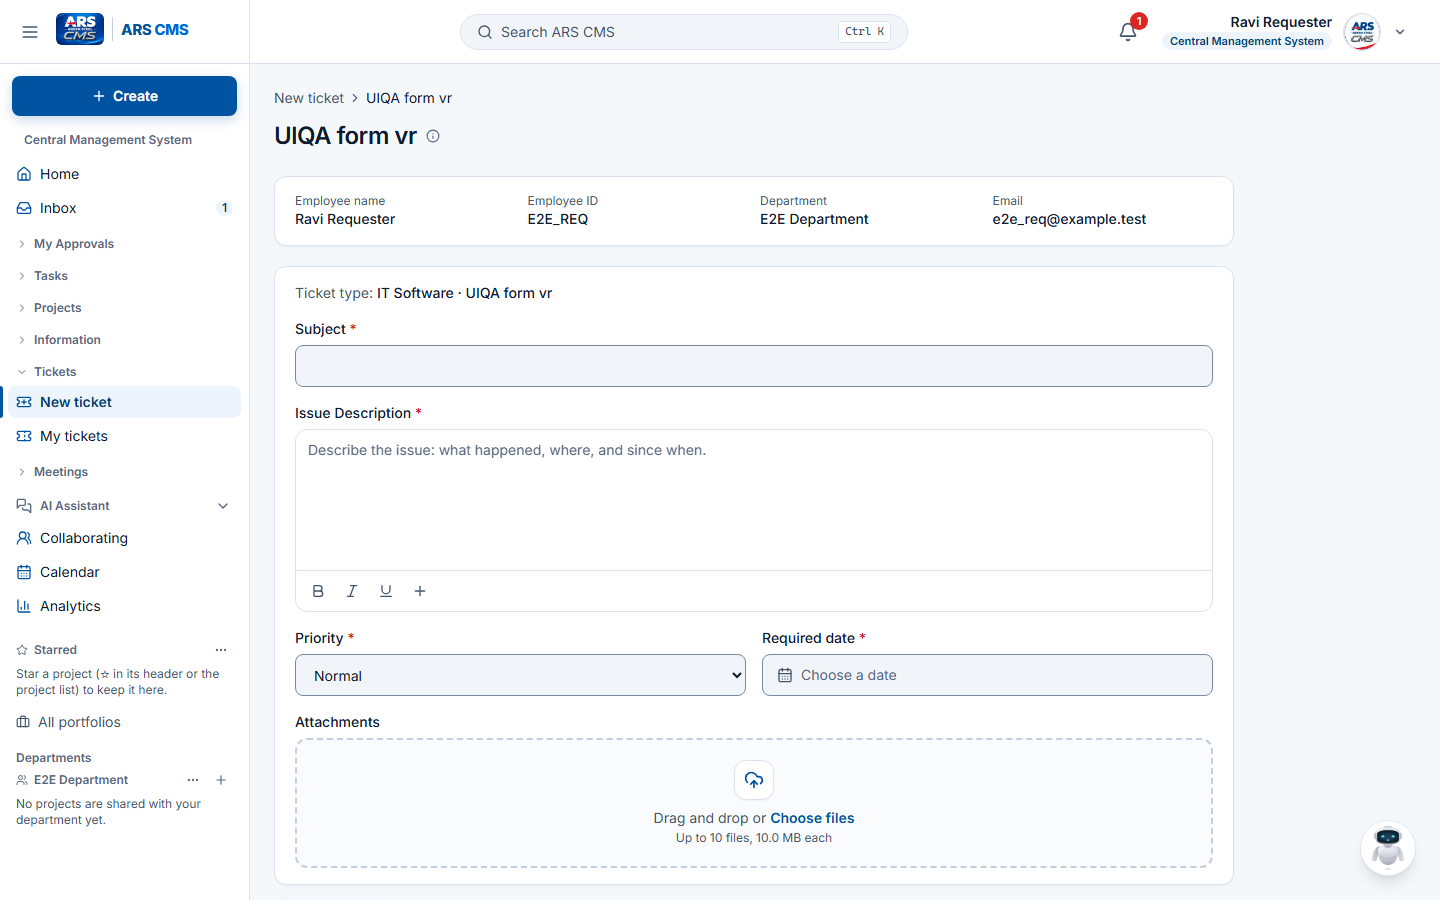 ARS
GREEN STEEL
CMS
ARS CMS
Search ARS CMS
Ctrl K
1
Ravi Requester
Central Management System
Create
Central Management System
Home
Inbox 1
My Approvals
Tasks
Projects
Information
Tickets
New ticket
My tickets
Meetings
AI Assistant
Collaborating
Calendar
Analytics
Starred
Star a project (☆ in its header or the
project list) to keep it here.
All portfolios
Departments
E2E Department
No projects are shared with your
department yet.
New ticket > UIQA form vr
UIQA form vr
Employee name
Ravi Requester
Employee ID
E2E_REQ
Department
E2E Department
Email
e2e_req@example.test
Ticket type: IT Software · UIQA form vr
Subject *
Issue Description *
Describe the issue: what happened, where, and since when.
B I U +
Priority *
Normal
Required date *
Choose a date
Attachments
Drag and drop or Choose files
Up to 10 files, 10.0 MB each